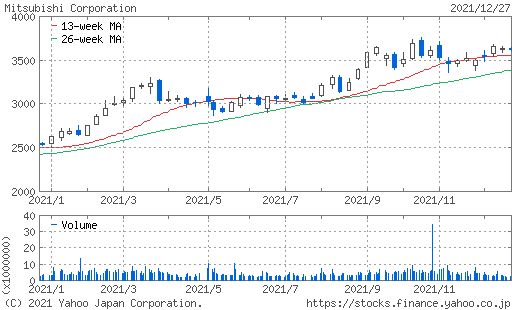 Mitsubishi Corporation 2021/12/27
4000
13-week MA
26-week MA
3500
3000
2500
2000
2021/1 2021/3 2021/5 2021/7 2021/9 2021/11
40
Volume
30
20
10
0
(x1000000)
2021/1 2021/3 2021/5 2021/7 2021/9 2021/11
(C) 2021 Yahoo Japan Corporation. https://stocks.finance.yahoo.co.jp